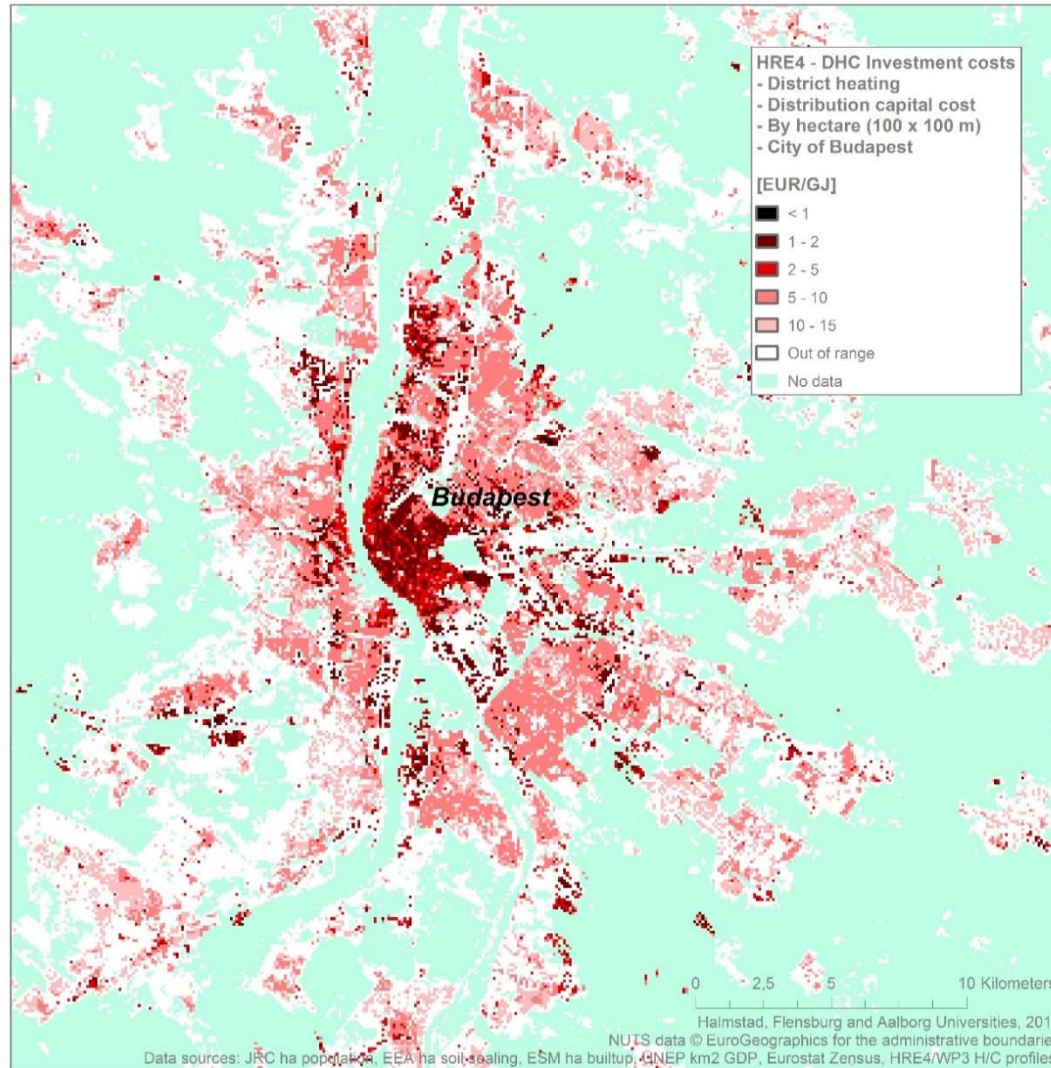 HRE4 - DHC Investment costs
- District heating
- Distribution capital cost
- By hectare (100 x 100 m)
- City of Budapest
[EUR/GJ]
< 1
1 - 2
2 - 5
5 - 10
10 - 15
Out of range
No data
Budapest
0 2,5 5 10 Kilometers
Halmstad, Flensburg and Aalborg Universities, 201
NUTS data © EuroGeographics for the administrative boundarie
Data sources: JRC ha population, EEA ha soil sealing, ESM ha builtup, UNEP km2 GDP, Eurostat Zensus, HRE4/WP3 H/C profiles